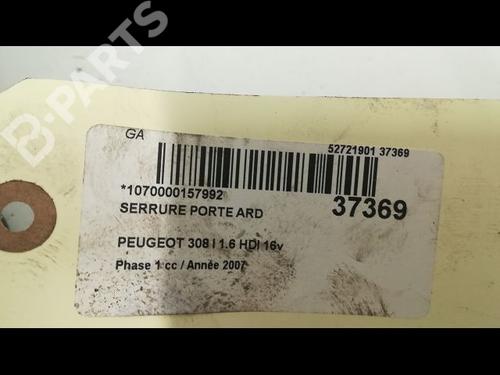 B-PARTS
GA
52721901 37369
*1070000157992
SERRURE PORTE ARD
37369
PEUGEOT 308 I 1.6 HDI 16v
Phase 1 cc / Année 2007